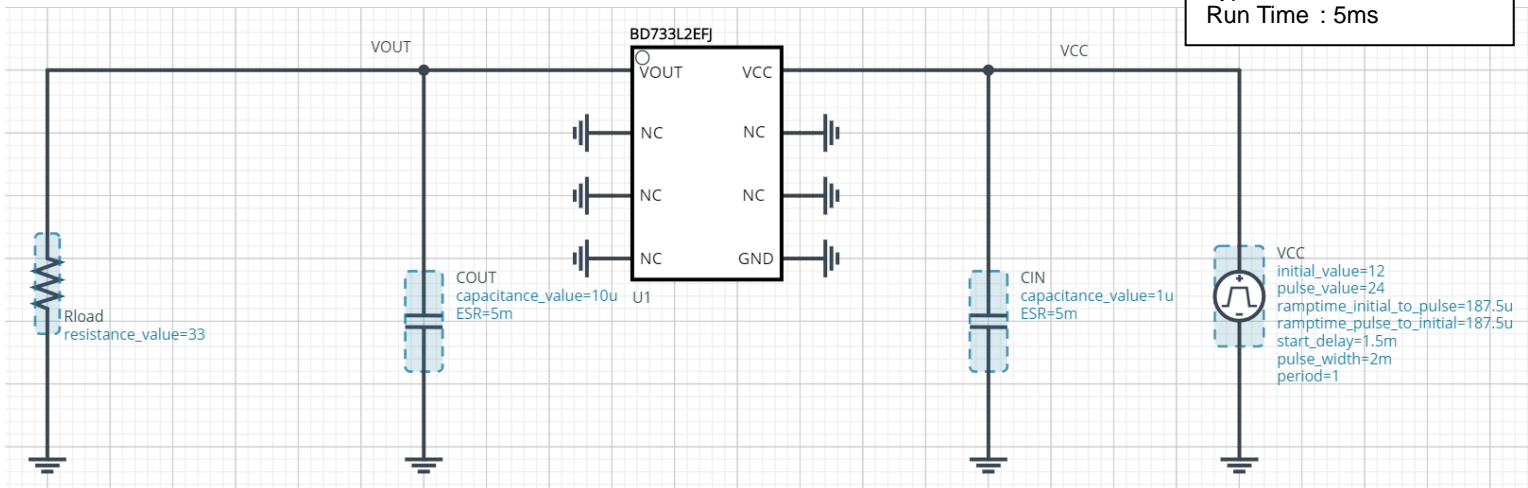 Run Time : 5ms
BD733L2EFJ
VOUT
VCC
VOUT
VCC
NC
NC
NC
NC
NC
GND
U1
Rload
resistance_value=33
COUT
capacitance_value=10u
ESR=5m
CIN
capacitance_value=1u
ESR=5m
VCC
initial_value=12
pulse_value=24
ramptime_initial_to_pulse=187.5u
ramptime_pulse_to_initial=187.5u
start_delay=1.5m
pulse_width=2m
period=1